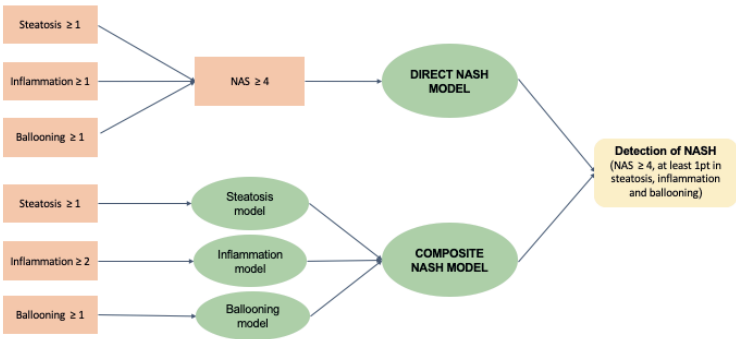 Steatosis ≥ 1
Inflammation ≥ 1
Ballooning ≥ 1
NAS ≥ 4
DIRECT NASH
MODEL
Detection of NASH
(NAS ≥ 4, at least 1pt in
steatosis, inflammation
and ballooning)
Steatosis ≥ 1
Inflammation ≥ 2
Ballooning ≥ 1
Steatosis
model
Inflammation
model
Ballooning
model
COMPOSITE
NASH MODEL